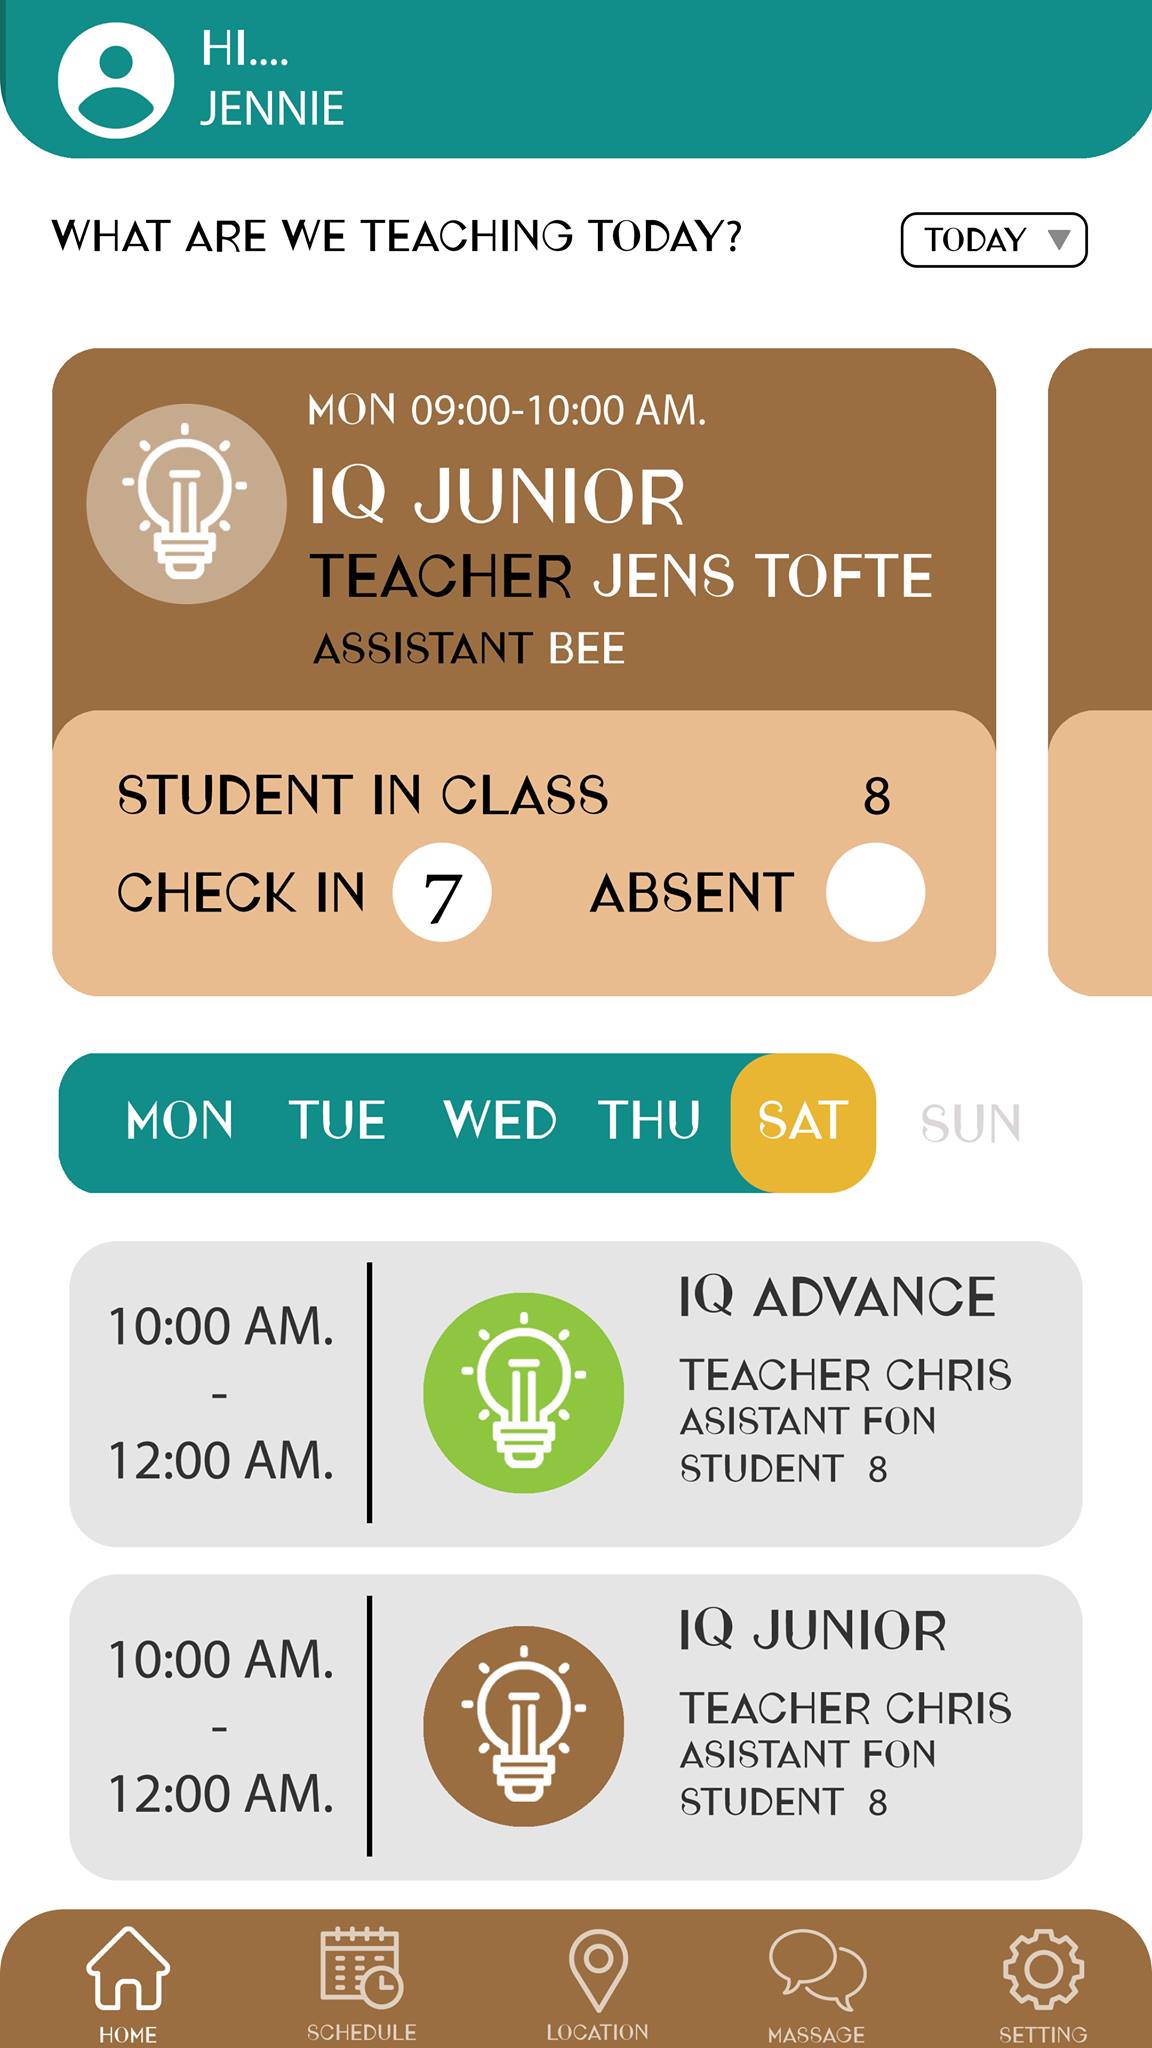 HI....
JENNIE
WHAT ARE WE TEACHING TODAY?
TODAY
MON 09:00-10:00 AM.
IQ JUNIOR
TEACHER JENS TOFTE
ASSISTANT BEE
STUDENT IN CLASS 8
CHECK IN 7 ABSENT
MON TUE WED THU SAT SUN
10:00 AM.
-
12:00 AM.
IQ ADVANCE
TEACHER CHRIS
ASISTANT FON
STUDENT 8
10:00 AM.
-
12:00 AM.
IQ JUNIOR
TEACHER CHRIS
ASISTANT FON
STUDENT 8
HOME SCHEDULE LOCATION MASSAGE SETTING